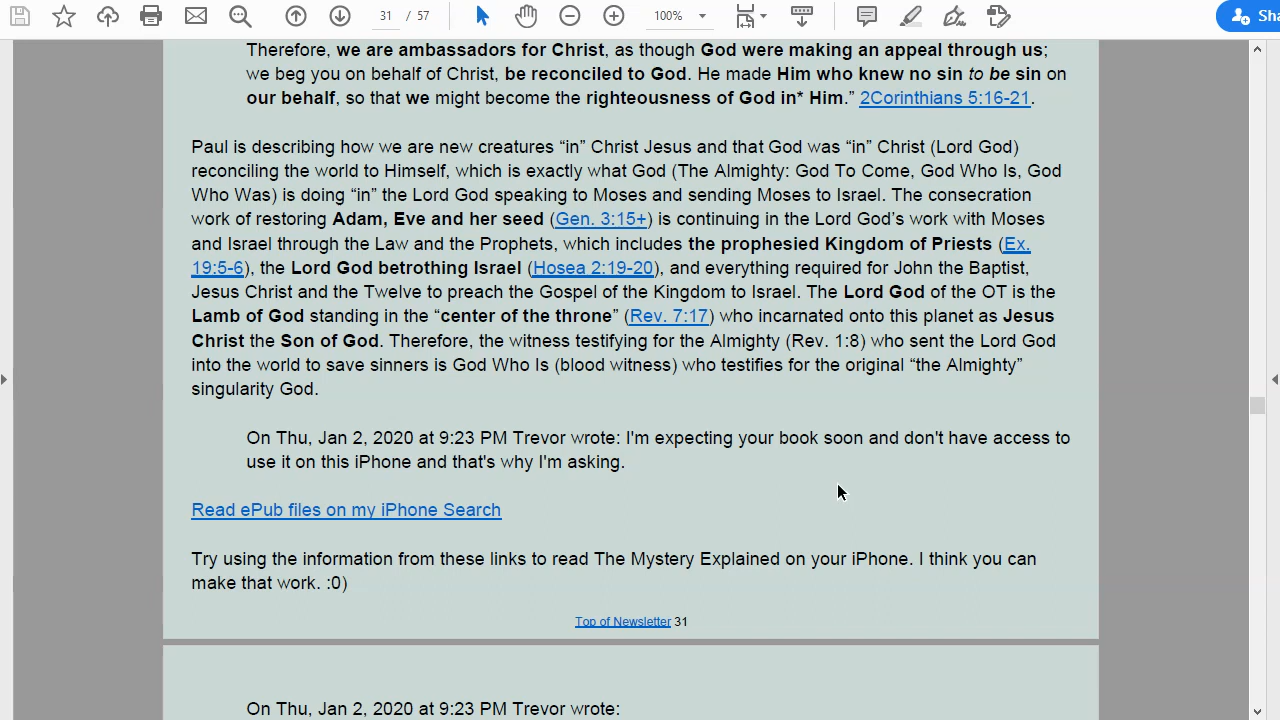 31 / 57 100% Sha
Therefore, we are ambassadors for Christ, as though God were making an appeal through us;
we beg you on behalf of Christ, be reconciled to God. He made Him who knew no sin to be sin on
our behalf, so that we might become the righteousness of God in* Him.” 2Corinthians 5:16-21.
Paul is describing how we are new creatures “in” Christ Jesus and that God was “in” Christ (Lord God)
reconciling the world to Himself, which is exactly what God (The Almighty: God To Come, God Who Is, God
Who Was) is doing “in” the Lord God speaking to Moses and sending Moses to Israel. The consecration
work of restoring Adam, Eve and her seed (Gen. 3:15+) is continuing in the Lord God’s work with Moses
and Israel through the Law and the Prophets, which includes the prophesied Kingdom of Priests (Ex.
19:5-6), the Lord God betrothing Israel (Hosea 2:19-20), and everything required for John the Baptist,
Jesus Christ and the Twelve to preach the Gospel of the Kingdom to Israel. The Lord God of the OT is the
Lamb of God standing in the “center of the throne” (Rev. 7:17) who incarnated onto this planet as Jesus
Christ the Son of God. Therefore, the witness testifying for the Almighty (Rev. 1:8) who sent the Lord God
into the world to save sinners is God Who Is (blood witness) who testifies for the original “the Almighty”
singularity God.
On Thu, Jan 2, 2020 at 9:23 PM Trevor wrote: I'm expecting your book soon and don't have access to
use it on this iPhone and that's why I'm asking.
Read ePub files on my iPhone Search
Try using the information from these links to read The Mystery Explained on your iPhone. I think you can
make that work. :0)
Top of Newsletter 31
On Thu, Jan 2, 2020 at 9:23 PM Trevor wrote: